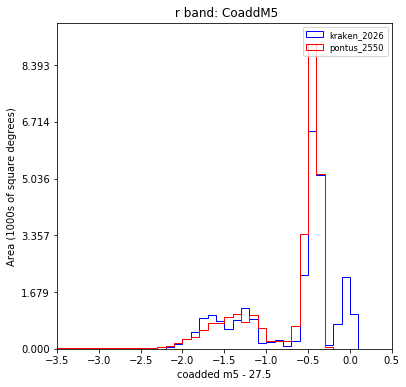 r band: CoaddM5
kraken_2026
pontus_2550
Area (1000s of square degrees)
8.393
6.714
5.036
3.357
1.679
0.000
−3.5 −3.0 −2.5 −2.0 −1.5 −1.0 −0.5 0.0 0.5
coadded m5 - 27.5